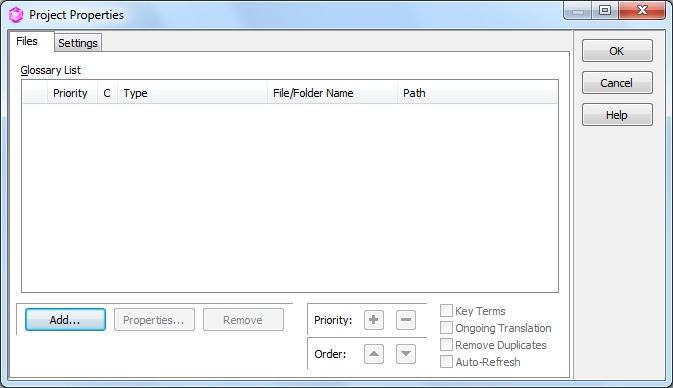 Project Properties
Files Settings
OK
Glossary List
Cancel
Priority C Type File/Folder Name Path
Help
Add... Properties... Remove
Priority:
Order:
Key Terms
Ongoing Translation
Remove Duplicates
Auto-Refresh